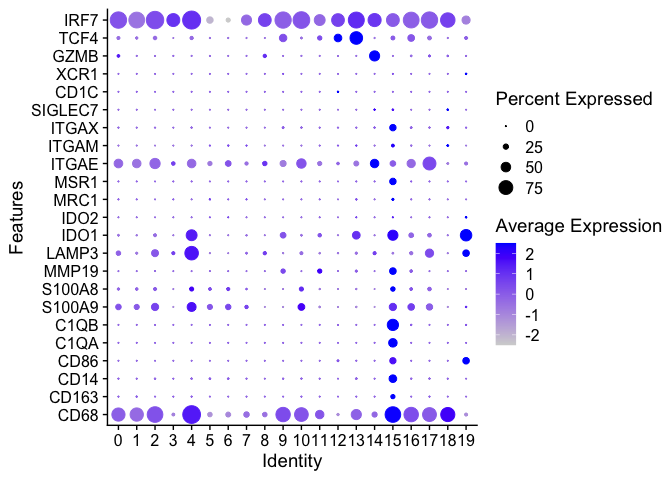 IRF7
TCF4
GZMB
XCR1
CD1C
SIGLEC7
ITGAX
ITGAM
ITGAE
MSR1
MRC1
IDO2
IDO1
LAMP3
MMP19
S100A8
S100A9
C1QB
C1QA
CD86
CD14
CD163
CD68
Features
0 1 2 3 4 5 6 7 8 9 10 11 12 13 14 15 16 17 18 19
Identity
Percent Expressed
0
25
50
75
Average Expression
2
1
0
-1
-2